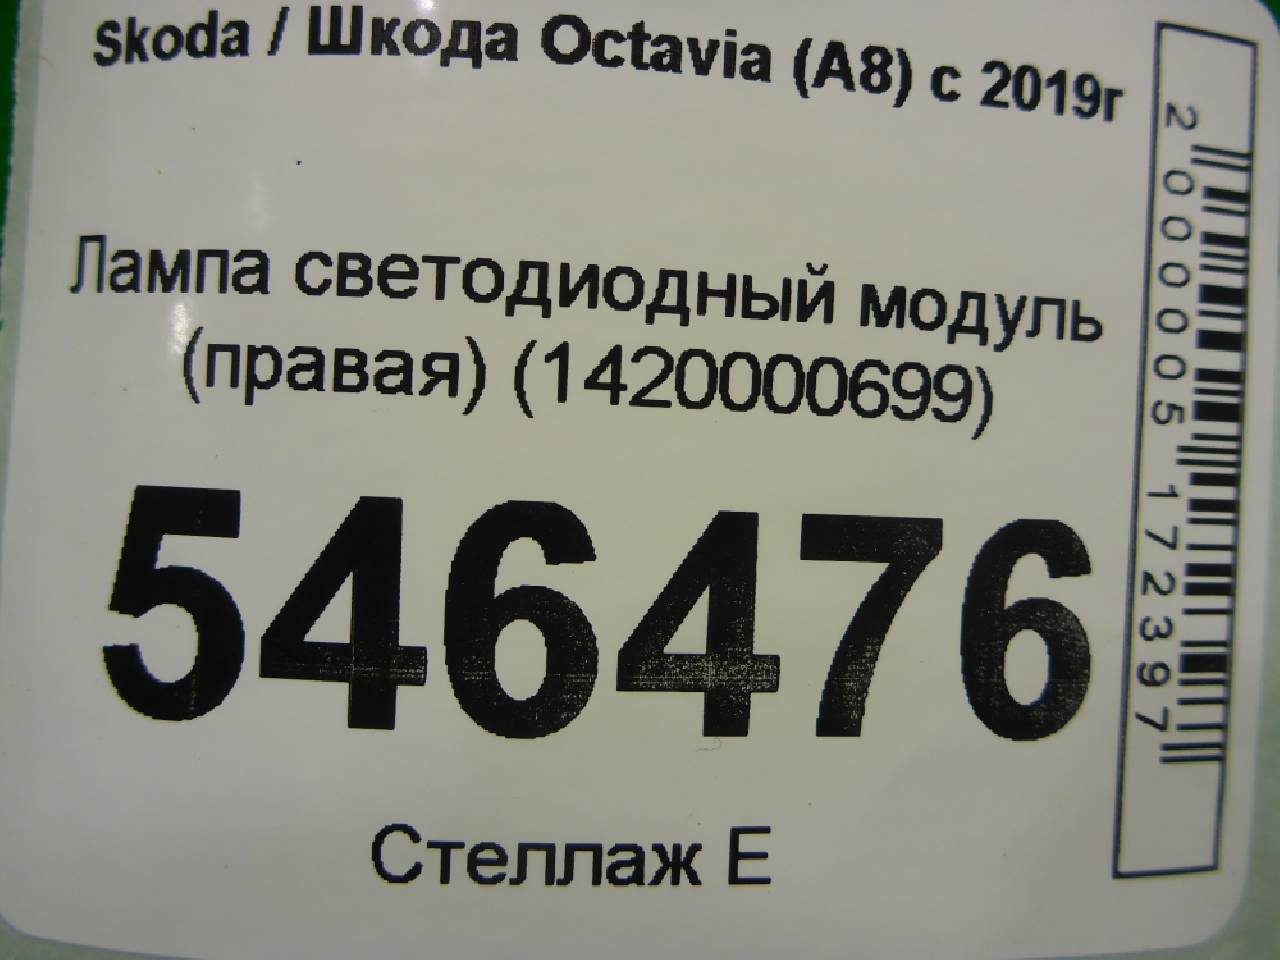 Skoda / Шкода Octavia (A8) с 2019г
Лампа светодиодный модуль
(правая) (1420000699)
546476
Стеллаж Е
2000005172397